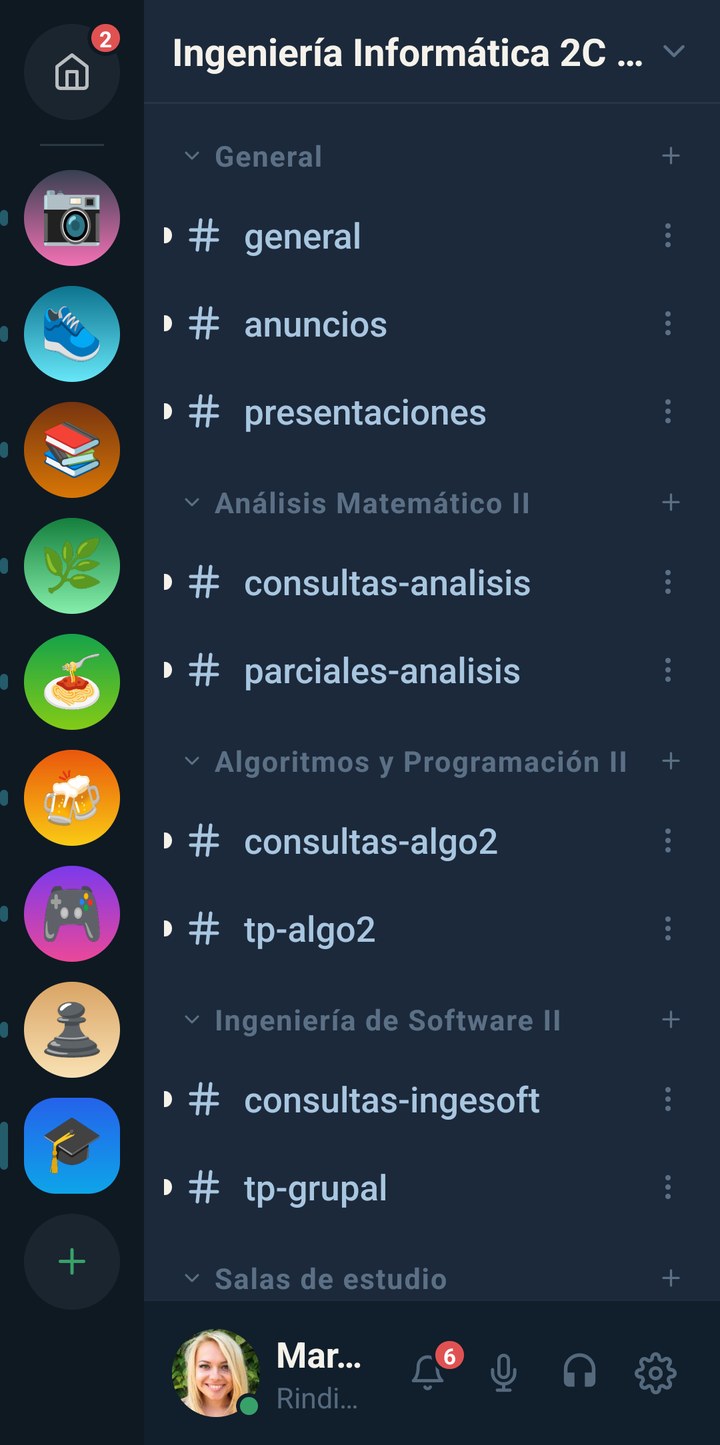 2
Ingeniería Informática 2C ...
General
# general
# anuncios
# presentaciones
Análisis Matemático II
# consultas-analisis
# parciales-analisis
Algoritmos y Programación II
# consultas-algo2
# tp-algo2
Ingeniería de Software II
# consultas-ingesoft
# tp-grupal
Salas de estudio
Mar...
6
Rindi...